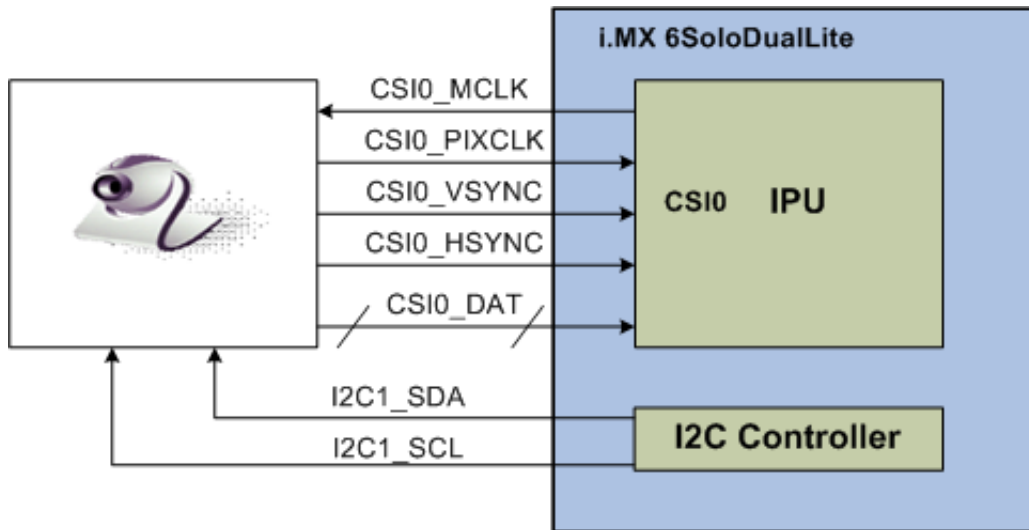 i.MX 6SoloDualLite
CSI0_MCLK
CSI0_PIXCLK
CSI0_VSYNC
CSI0_HSYNC
CSI0_DAT
CSI0 IPU
I2C1_SDA
I2C1_SCL
I2C Controller